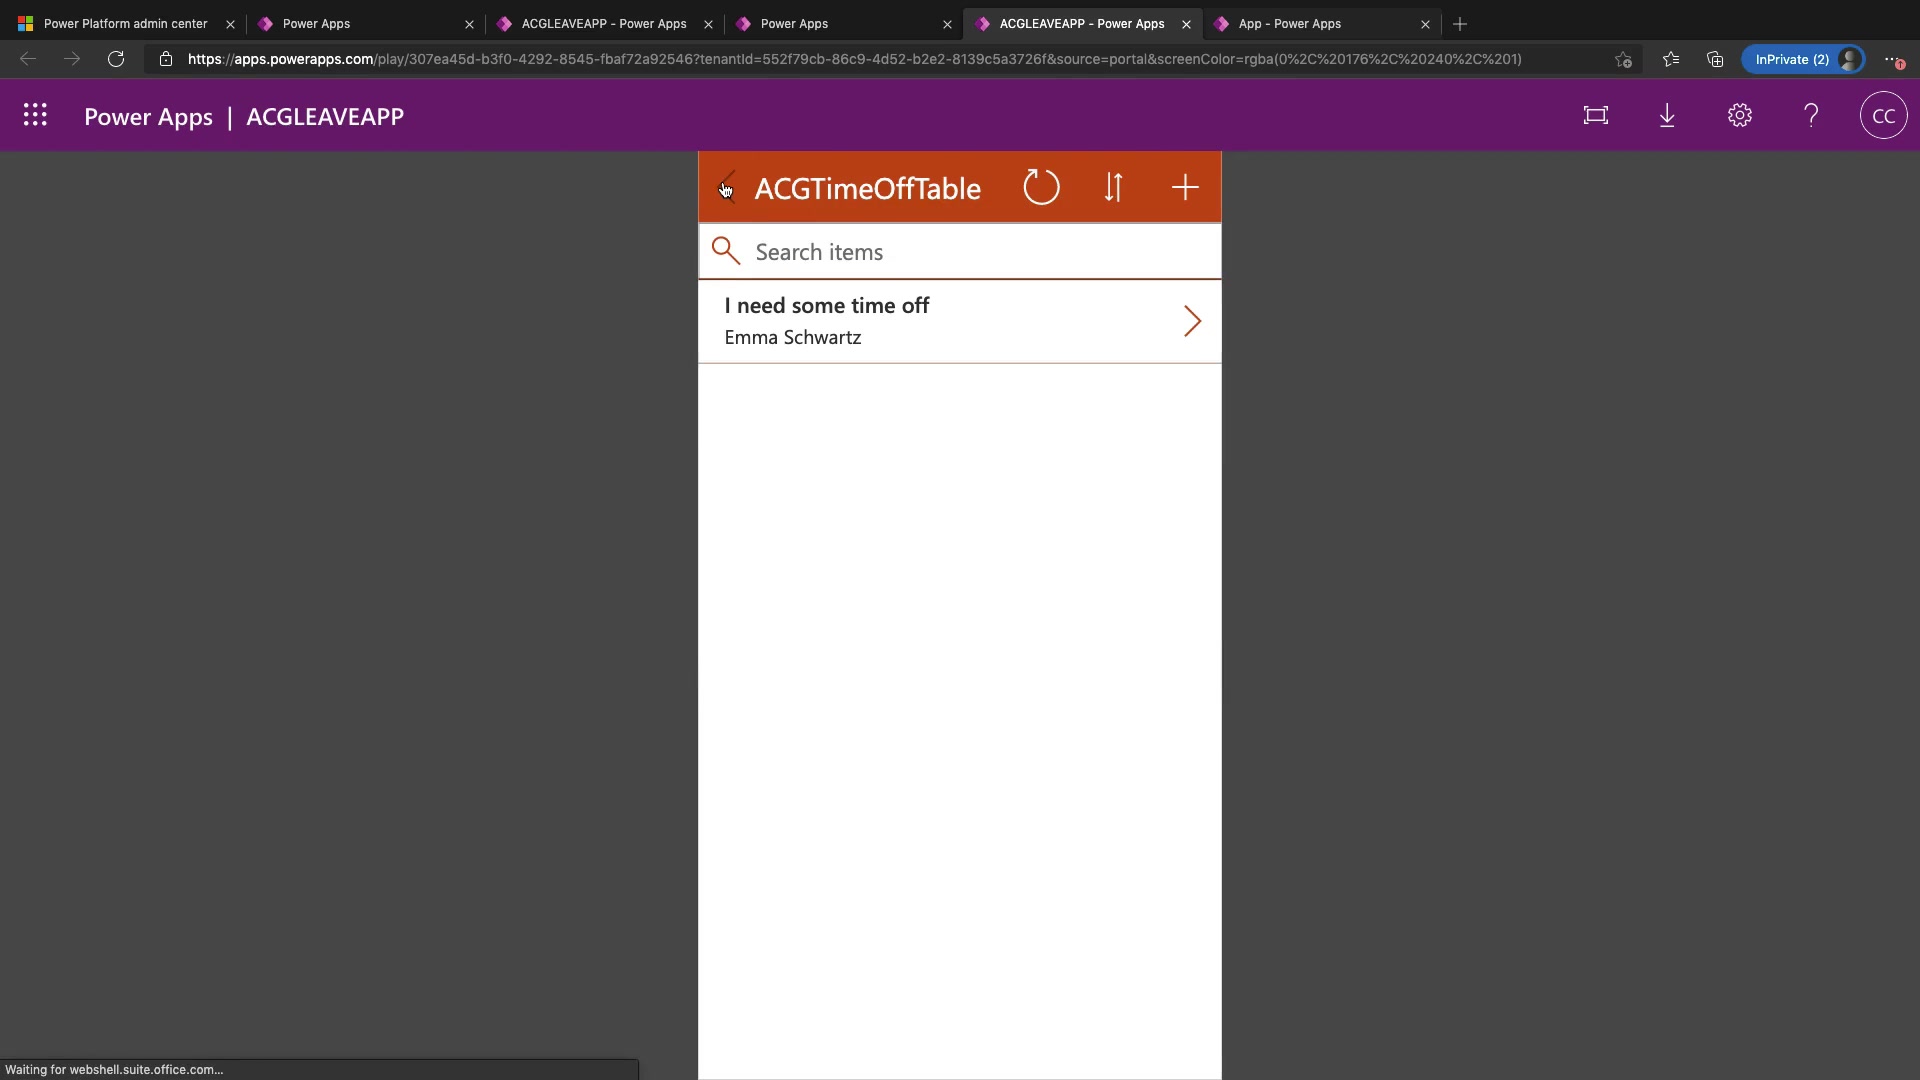 Power Platform admin center
Power Apps
ACGLEAVEAPP - Power Apps
Power Apps
ACGLEAVEAPP - Power Apps
App - Power Apps
https://apps.powerapps.com/play/307ea45d-b3f0-4292-8545-fbaf72a92546?tenantId=552f79cb-86c9-4d52-b2e2-8139c5a3726f&source=portal&screenColor=rgba(0%2C%20176%2C%20240%2C%201)
InPrivate (2)
Power Apps | ACGLEAVEAPP
CC
ACGTimeOffTable
Search items
I need some time off
Emma Schwartz
Waiting for webshell.suite.office.com...